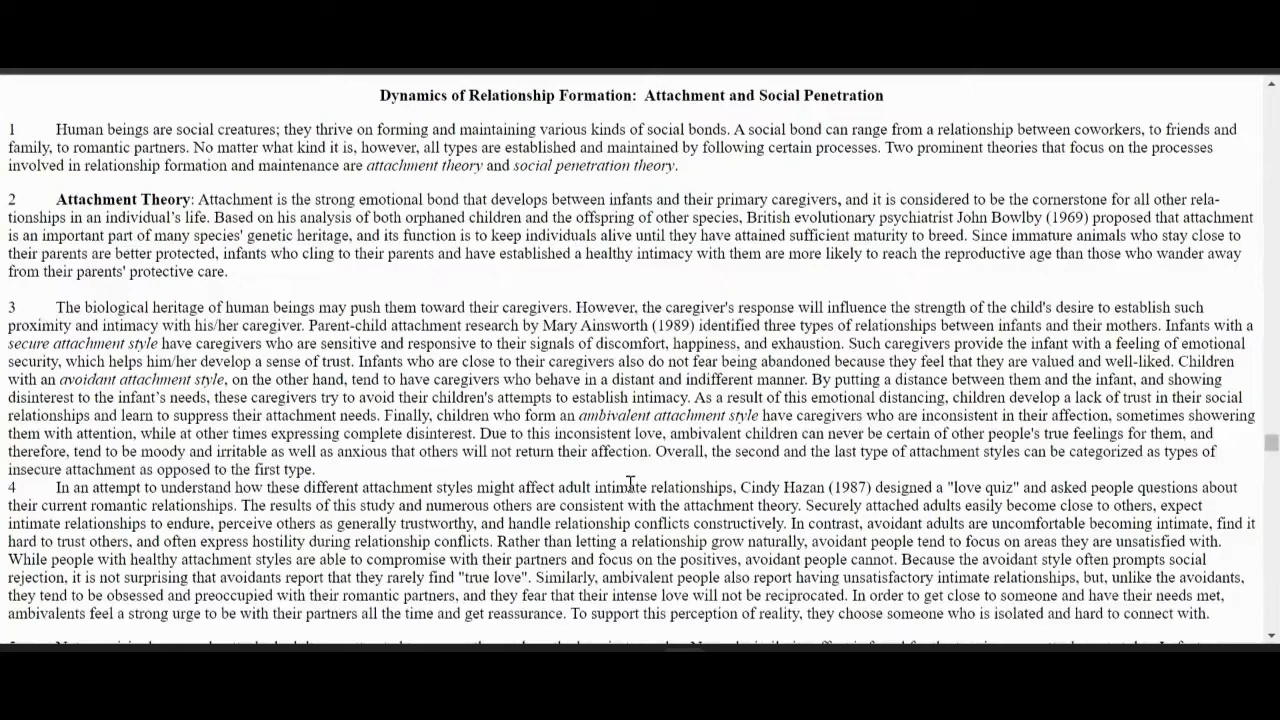 Dynamics of Relationship Formation: Attachment and Social Penetration
1 Human beings are social creatures; they thrive on forming and maintaining various kinds of social bonds. A social bond can range from a relationship between coworkers, to friends and
family, to romantic partners. No matter what kind it is, however, all types are established and maintained by following certain processes. Two prominent theories that focus on the processes
involved in relationship formation and maintenance are attachment theory and social penetration theory.
2 Attachment Theory: Attachment is the strong emotional bond that develops between infants and their primary caregivers, and it is considered to be the cornerstone for all other rela-
tionships in an individual's life. Based on his analysis of both orphaned children and the offspring of other species, British evolutionary psychiatrist John Bowlby (1969) proposed that attachment
is an important part of many species' genetic heritage, and its function is to keep individuals alive until they have attained sufficient maturity to breed. Since immature animals who stay close to
their parents are better protected, infants who cling to their parents and have established a healthy intimacy with them are more likely to reach the reproductive age than those who wander away
from their parents' protective care.
3 The biological heritage of human beings may push them toward their caregivers. However, the caregiver's response will influence the strength of the child's desire to establish such
proximity and intimacy with his/her caregiver. Parent-child attachment research by Mary Ainsworth (1989) identified three types of relationships between infants and their mothers. Infants with a
secure attachment style have caregivers who are sensitive and responsive to their signals of discomfort, happiness, and exhaustion. Such caregivers provide the infant with a feeling of emotional
security, which helps him/her develop a sense of trust. Infants who are close to their caregivers also do not fear being abandoned because they feel that they are valued and well-liked. Children
with an avoidant attachment style, on the other hand, tend to have caregivers who behave in a distant and indifferent manner. By putting a distance between them and the infant, and showing
disinterest to the infant's needs, these caregivers try to avoid their children's attempts to establish intimacy. As a result of this emotional distancing, children develop a lack of trust in their social
relationships and learn to suppress their attachment needs. Finally, children who form an ambivalent attachment style have caregivers who are inconsistent in their affection, sometimes showering
them with attention, while at other times expressing complete disinterest. Due to this inconsistent love, ambivalent children can never be certain of other people's true feelings for them, and
therefore, tend to be moody and irritable as well as anxious that others will not return their affection. Overall, the second and the last type of attachment styles can be categorized as types of
insecure attachment as opposed to the first type.
4 In an attempt to understand how these different attachment styles might affect adult intimate relationships, Cindy Hazan (1987) designed a "love quiz" and asked people questions about
their current romantic relationships. The results of this study and numerous others are consistent with the attachment theory. Securely attached adults easily become close to others, expect
intimate relationships to endure, perceive others as generally trustworthy, and handle relationship conflicts constructively. In contrast, avoidant adults are uncomfortable becoming intimate, find it
hard to trust others, and often express hostility during relationship conflicts. Rather than letting a relationship grow naturally, avoidant people tend to focus on areas they are unsatisfied with.
While people with healthy attachment styles are able to compromise with their partners and focus on the positives, avoidant people cannot. Because the avoidant style often prompts social
rejection, it is not surprising that avoidants report that they rarely find "true love". Similarly, ambivalent people also report having unsatisfactory intimate relationships, but, unlike the avoidants,
they tend to be obsessed and preoccupied with their romantic partners, and they fear that their intense love will not be reciprocated. In order to get close to someone and have their needs met,
ambivalents feel a strong urge to be with their partners all the time and get reassurance. To support this perception of reality, they choose someone who is isolated and hard to connect with.